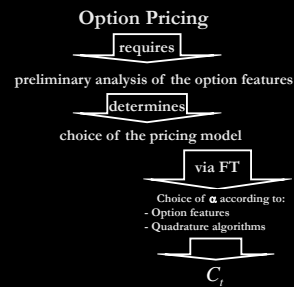 Option Pricing
requires
preliminary analysis of the option features
determines
choice of the pricing model
via FT
Choice of α according to:
- Option features
- Quadrature algorithms
C_t